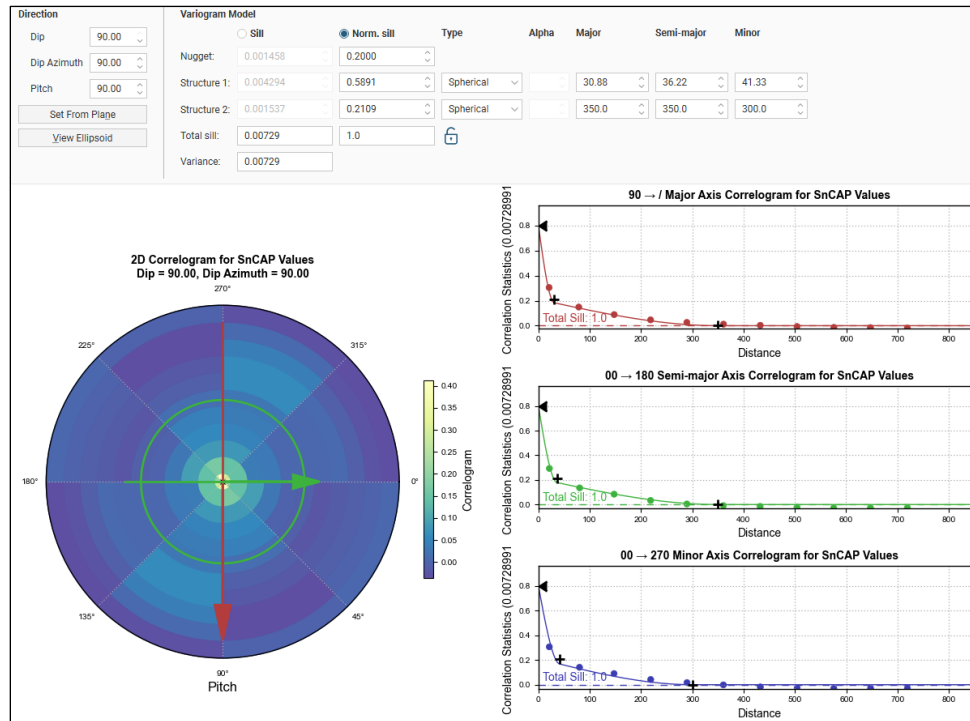 Direction
Dip 90.00
Dip Azimuth 90.00
Pitch 90.00
Set From Plane
View Ellipsoid
Variogram Model
Sill Norm. sill Type Alpha Major Semi-major Minor
Nugget: 0.001458 0.2000
Structure 1: 0.004294 0.5891 Spherical 30.88 36.22 41.33
Structure 2: 0.001537 0.2109 Spherical 350.0 350.0 300.0
Total sill: 0.00729 1.0
Variance: 0.00729
2D Correlogram for SnCAP Values
Dip = 90.00, Dip Azimuth = 90.00
270°
225° 315°
180° 0°
135° 45°
90°
Pitch
0.40
0.35
0.30
0.25
0.20
0.15
0.10
0.05
0.00
Correlogram
90 → / Major Axis Correlogram for SnCAP Values
Correlation Statistics (0.00728991
0.8
0.6
0.4
0.2
0.0
Total Sill: 1.0
0 100 200 300 400 500 600 700 800
Distance
00 → 180 Semi-major Axis Correlogram for SnCAP Values
Correlation Statistics (0.00728991
0.8
0.6
0.4
0.2
0.0
Total Sill: 1.0
0 100 200 300 400 500 600 700 800
Distance
00 → 270 Minor Axis Correlogram for SnCAP Values
Correlation Statistics (0.00728991
0.8
0.6
0.4
0.2
0.0
Total Sill: 1.0
0 100 200 300 400 500 600 700 800
Distance